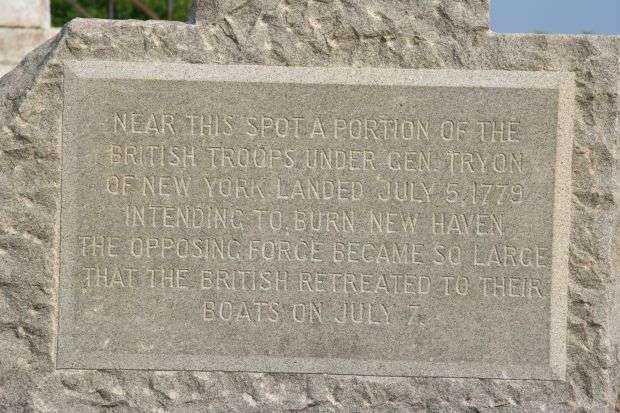 NEAR THIS SPOT A PORTION OF THE
BRITISH TROOPS UNDER GEN. TRYON
OF NEW YORK LANDED JULY 5, 1779
INTENDING TO BURN NEW HAVEN
THE OPPOSING FORCE BECAME SO LARGE
THAT THE BRITISH RETREATED TO THEIR
BOATS ON JULY 7.